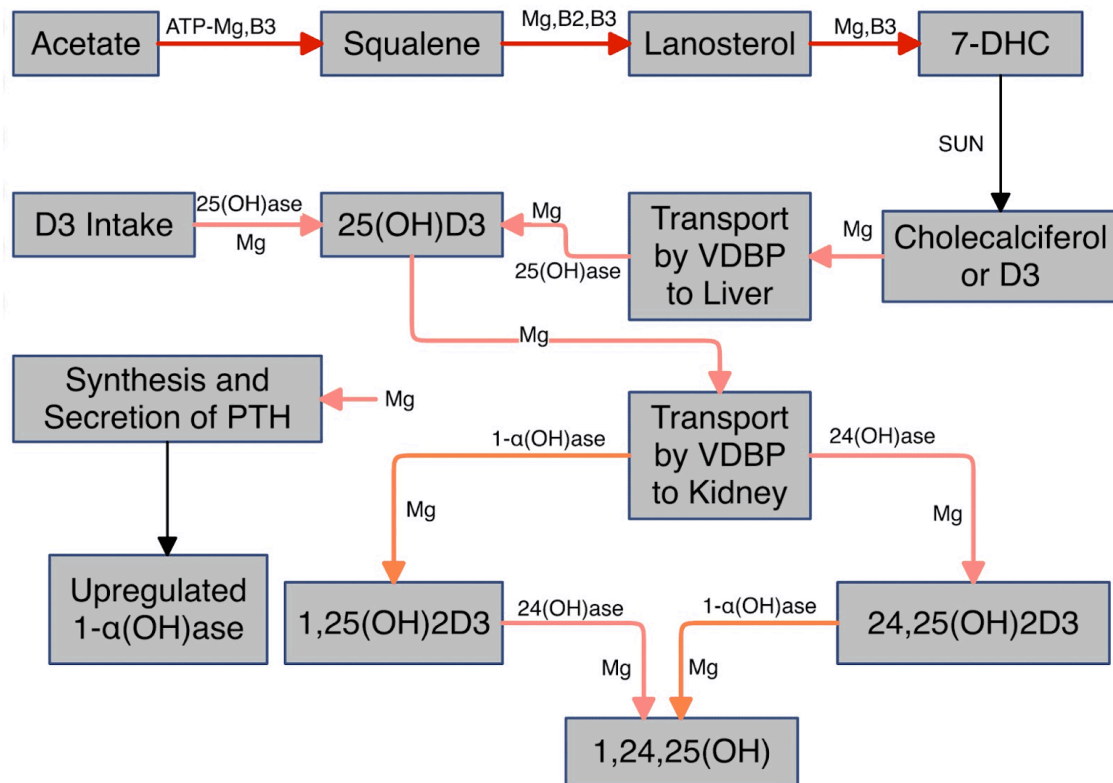 Acetate
ATP-Mg,B3
Squalene
Mg,B2,B3
Lanosterol
Mg,B3
7-DHC
SUN
D3 Intake
25(OH)ase
Mg
25(OH)D3
Mg
25(OH)ase
Transport
by VDBP
to Liver
Mg
Cholecalciferol
or D3
Mg
Synthesis and
Secretion of PTH
Mg
Transport
by VDBP
to Kidney
1-α(OH)ase
Mg
24(OH)ase
Mg
Upregulated
1-α(OH)ase
1,25(OH)2D3
24(OH)ase
Mg
1-α(OH)ase
Mg
24,25(OH)2D3
1,24,25(OH)